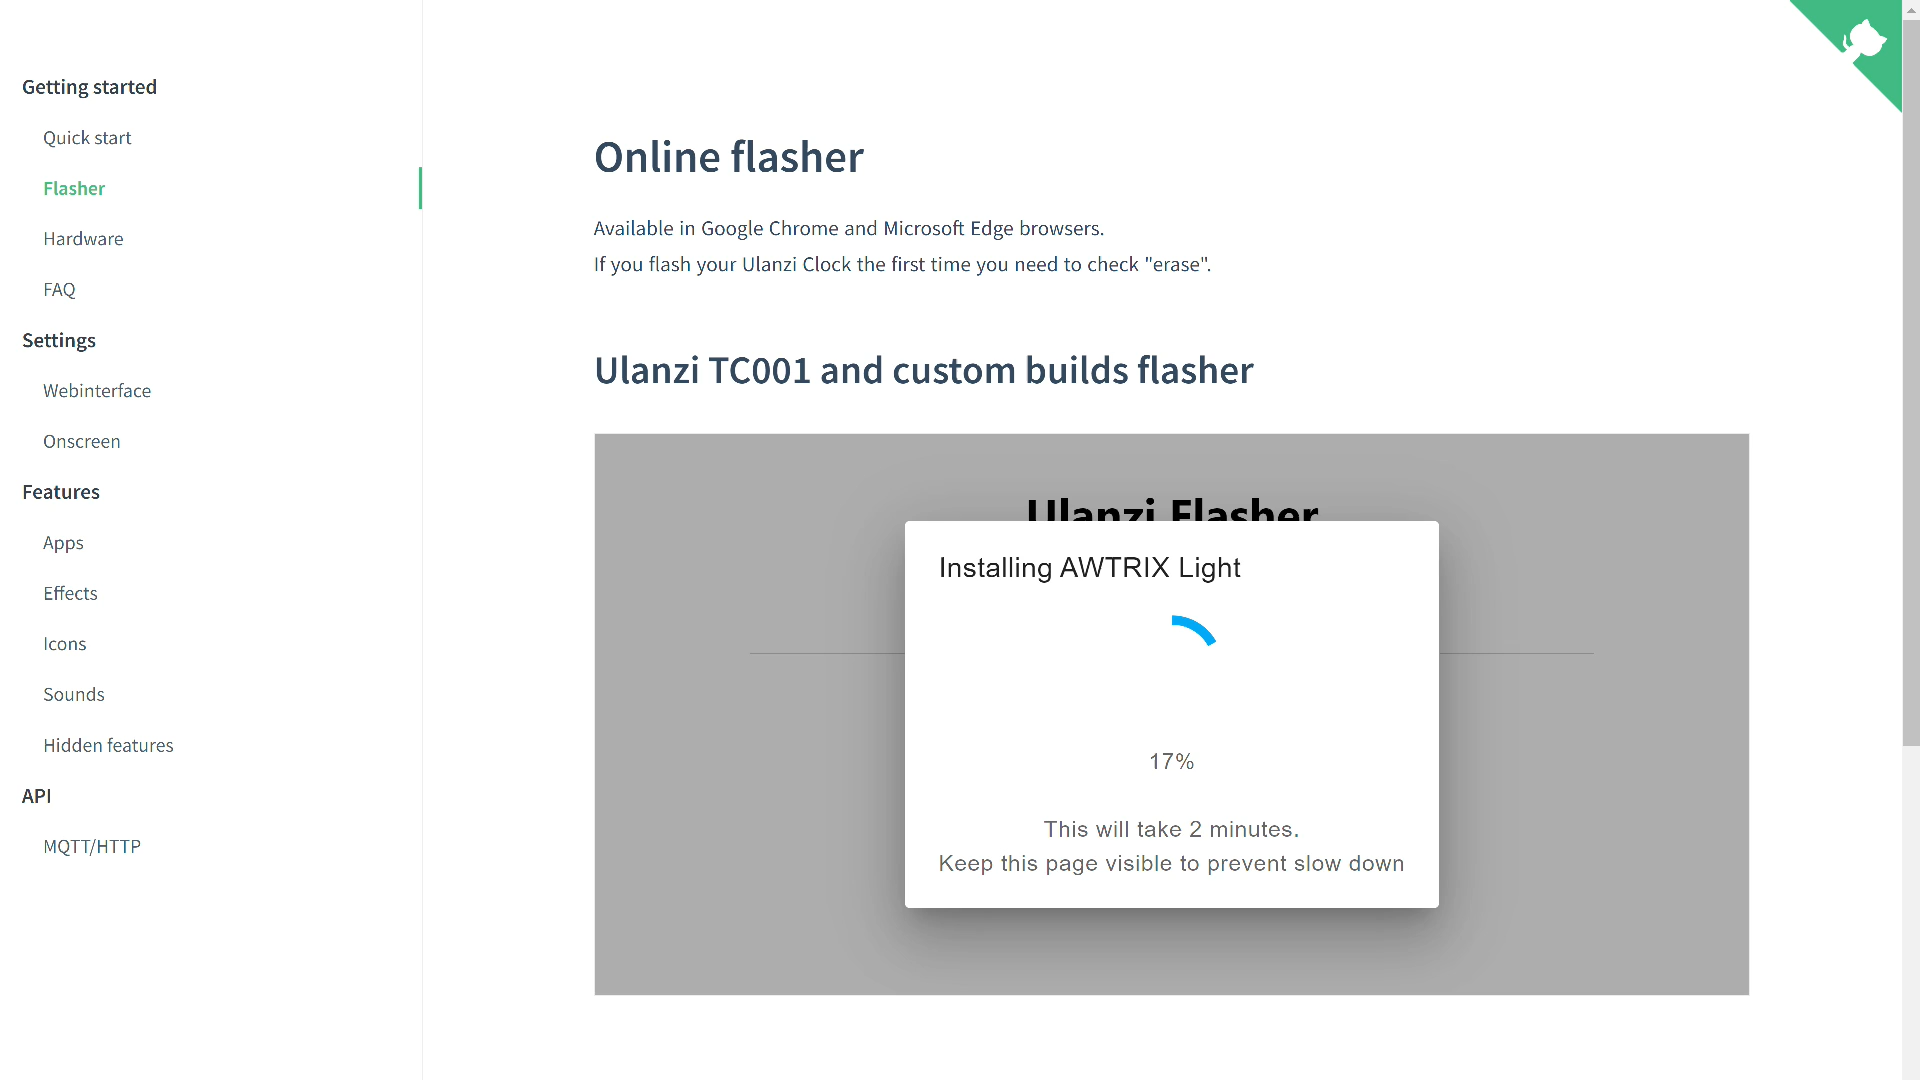 Getting started
Quick start
Flasher
Hardware
FAQ
Settings
Webinterface
Onscreen
Features
Apps
Effects
Icons
Sounds
Hidden features
API
MQTT/HTTP
Online flasher
Available in Google Chrome and Microsoft Edge browsers.
If you flash your Ulanzi Clock the first time you need to check "erase".
Ulanzi TC001 and custom builds flasher
Ulanzi Flasher
Installing AWTRIX Light
17%
This will take 2 minutes.
Keep this page visible to prevent slow down